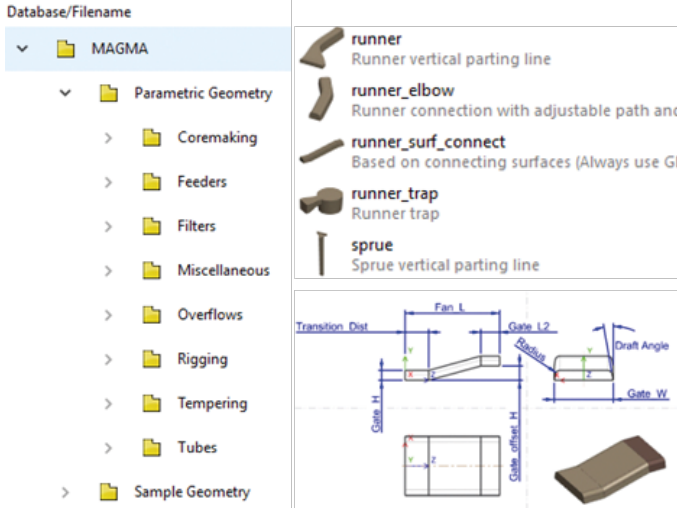 Database/Filename
MAGMA
Parametric Geometry
Coremaking
Feeders
Filters
Miscellaneous
Overflows
Rigging
Tempering
Tubes
Sample Geometry
runner
Runner vertical parting line
runner_elbow
Runner connection with adjustable path and
runner_surf_connect
Based on connecting surfaces (Always use
runner_trap
Runner trap
sprue
Sprue vertical parting line
Fan_L
Transition_Dist
Gate_L2
Radius
Draft Angle
Y
X
Z
Y
X
Gate_H
Gate_offset_H
Gate_W
X
Y
Z